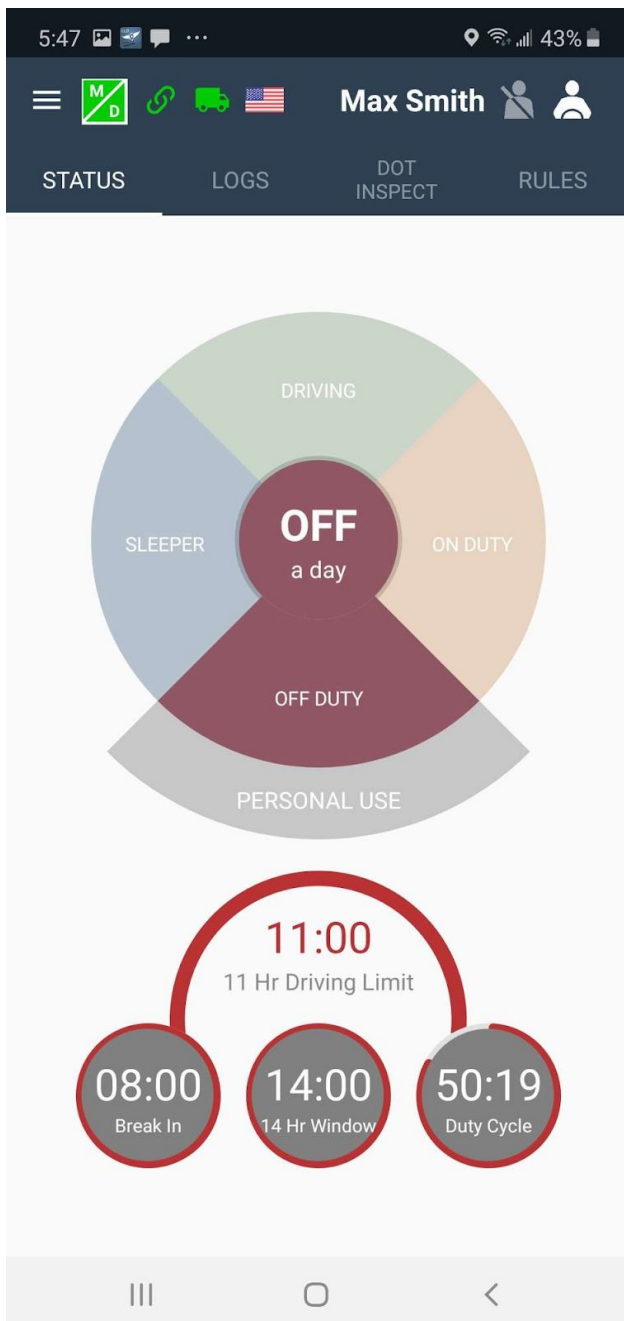 5:47 ... 43%
M/D Max Smith
STATUS LOGS DOT INSPECT RULES
DRIVING
SLEEPER
OFF
a day
ON DUTY
OFF DUTY
PERSONAL USE
11:00
11 Hr Driving Limit
08:00 14:00 50:19
Break In 14 Hr Window Duty Cycle